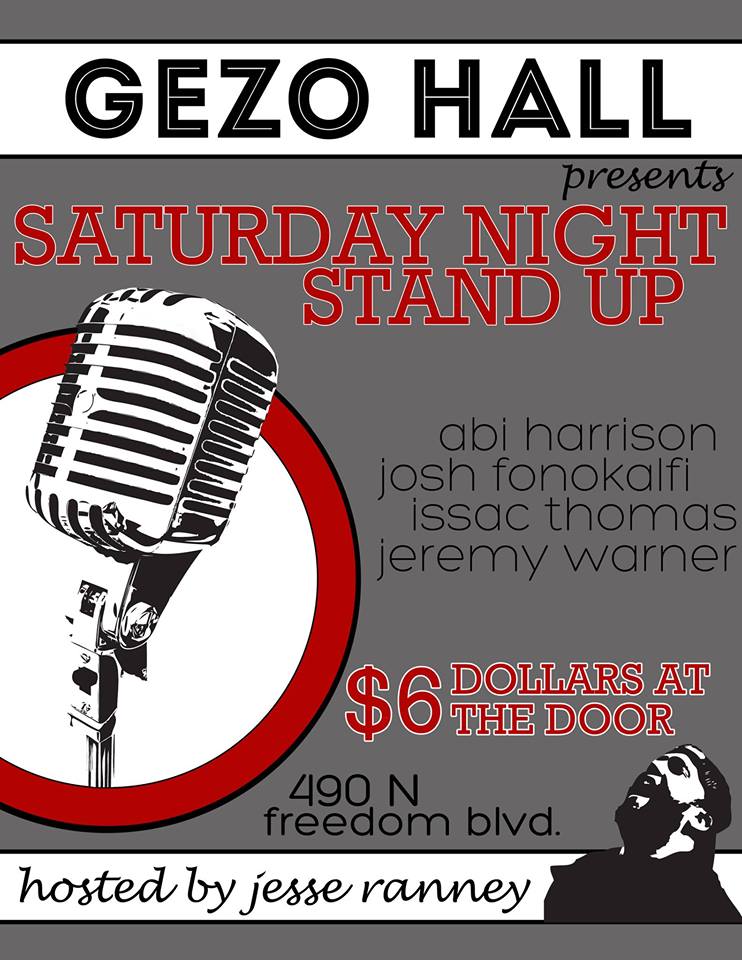 GEZO HALL
presents
SATURDAY NIGHT
STAND UP
abi harrison
josh fonokalfi
issac thomas
jeremy warner
$6 DOLLARS AT
THE DOOR
490 N
freedom blvd.
hosted by jesse ranney